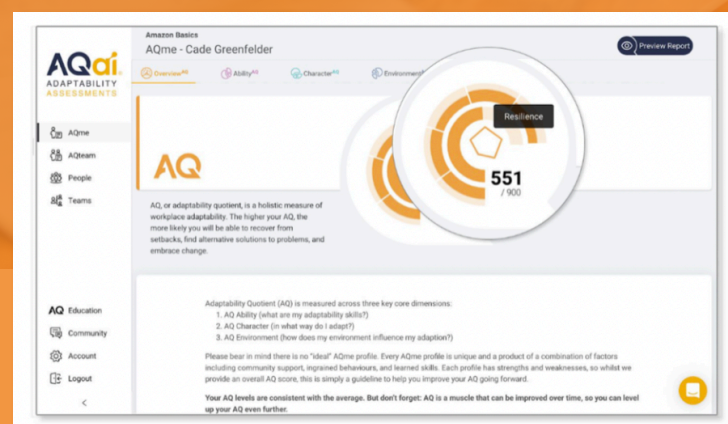 AQai
ADAPTABILITY
ASSESSMENTS
AQme
AQteam
People
Teams
AQ Education
Community
Account
Logout
Amazon Basics
AQme - Cade Greenfelder
Preview Report
Overview AQ
Ability AQ
Character AQ
Environment
Resilience
551
/ 900
AQ
AQ, or adaptability quotient, is a holistic measure of
workplace adaptability. The higher your AQ, the
more likely you will be able to recover from
setbacks, find alternative solutions to problems, and
embrace change.
Adaptability Quotient (AQ) is measured across three key core dimensions:
1. AQ Ability (what are my adaptability skills?)
2. AQ Character (in what way do I adapt?)
3. AQ Environment (how does my environment influence my adaption?)
Please bear in mind there is no "ideal" AQme profile. Every AQme profile is unique and a product of a combination of factors
including community support, ingrained behaviours, and learned skills. Each profile has strengths and weaknesses, so whilst we
provide an overall AQ score, this is simply a guideline to help you improve your AQ going forward.
Your AQ levels are consistent with the average. But don't forget: AQ is a muscle that can be improved over time, so you can level
up your AQ even further.